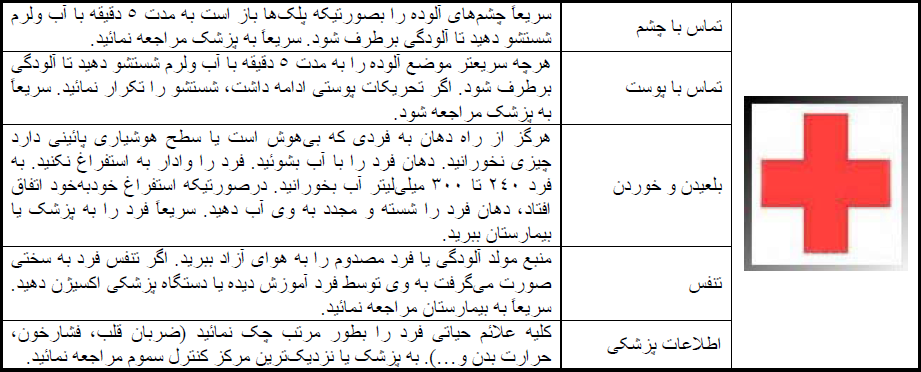 تماس با چشم
سریعاً چشم‌های آلوده را بصورتیکه پلک‌ها باز است به مدت ۵ دقیقه با آب ولرم
شستشو دهید تا آلودگی برطرف شود. سریعاً به پزشک مراجعه نمائید.
تماس با پوست
هرچه سریعتر موضع آلوده را به مدت ۵ دقیقه با آب ولرم شستشو دهید تا آلودگی
برطرف شود. اگر تحریکات پوستی ادامه داشت، شستشو را تکرار نمائید. سریعاً
به پزشک مراجعه شود.
بلعیدن و خوردن
هرگز از راه دهان به فردی که بی‌هوش است یا سطح هوشیاری پائینی دارد
چیزی نخورانید. دهان فرد را با آب بشوئید. فرد را وادار به استفراغ نکنید. به
فرد ۲۴۰ تا ۳۰۰ میلی‌لیتر آب بخورانید. درصورتیکه استفراغ خودبه‌خود اتفاق
افتاد، دهان فرد را شسته و مجدد به وی آب دهید. سریعاً فرد را به پزشک یا
بیمارستان ببرید.
تنفس
منبع مولد آلودگی یا فرد مصدوم را به هوای آزاد ببرید. اگر تنفس فرد به سختی
صورت می‌گرفت به وی توسط فرد آموزش دیده یا دستگاه پزشکی اکسیژن دهید.
سریعاً به بیمارستان مراجعه نمائید.
اطلاعات پزشکی
کلیه علائم حیاتی فرد را بطور مرتب چک نمائید (ضربان قلب، فشارخون،
حرارت بدن و...). به پزشک یا نزدیک‌ترین مرکز کنترل سموم مراجعه نمائید.